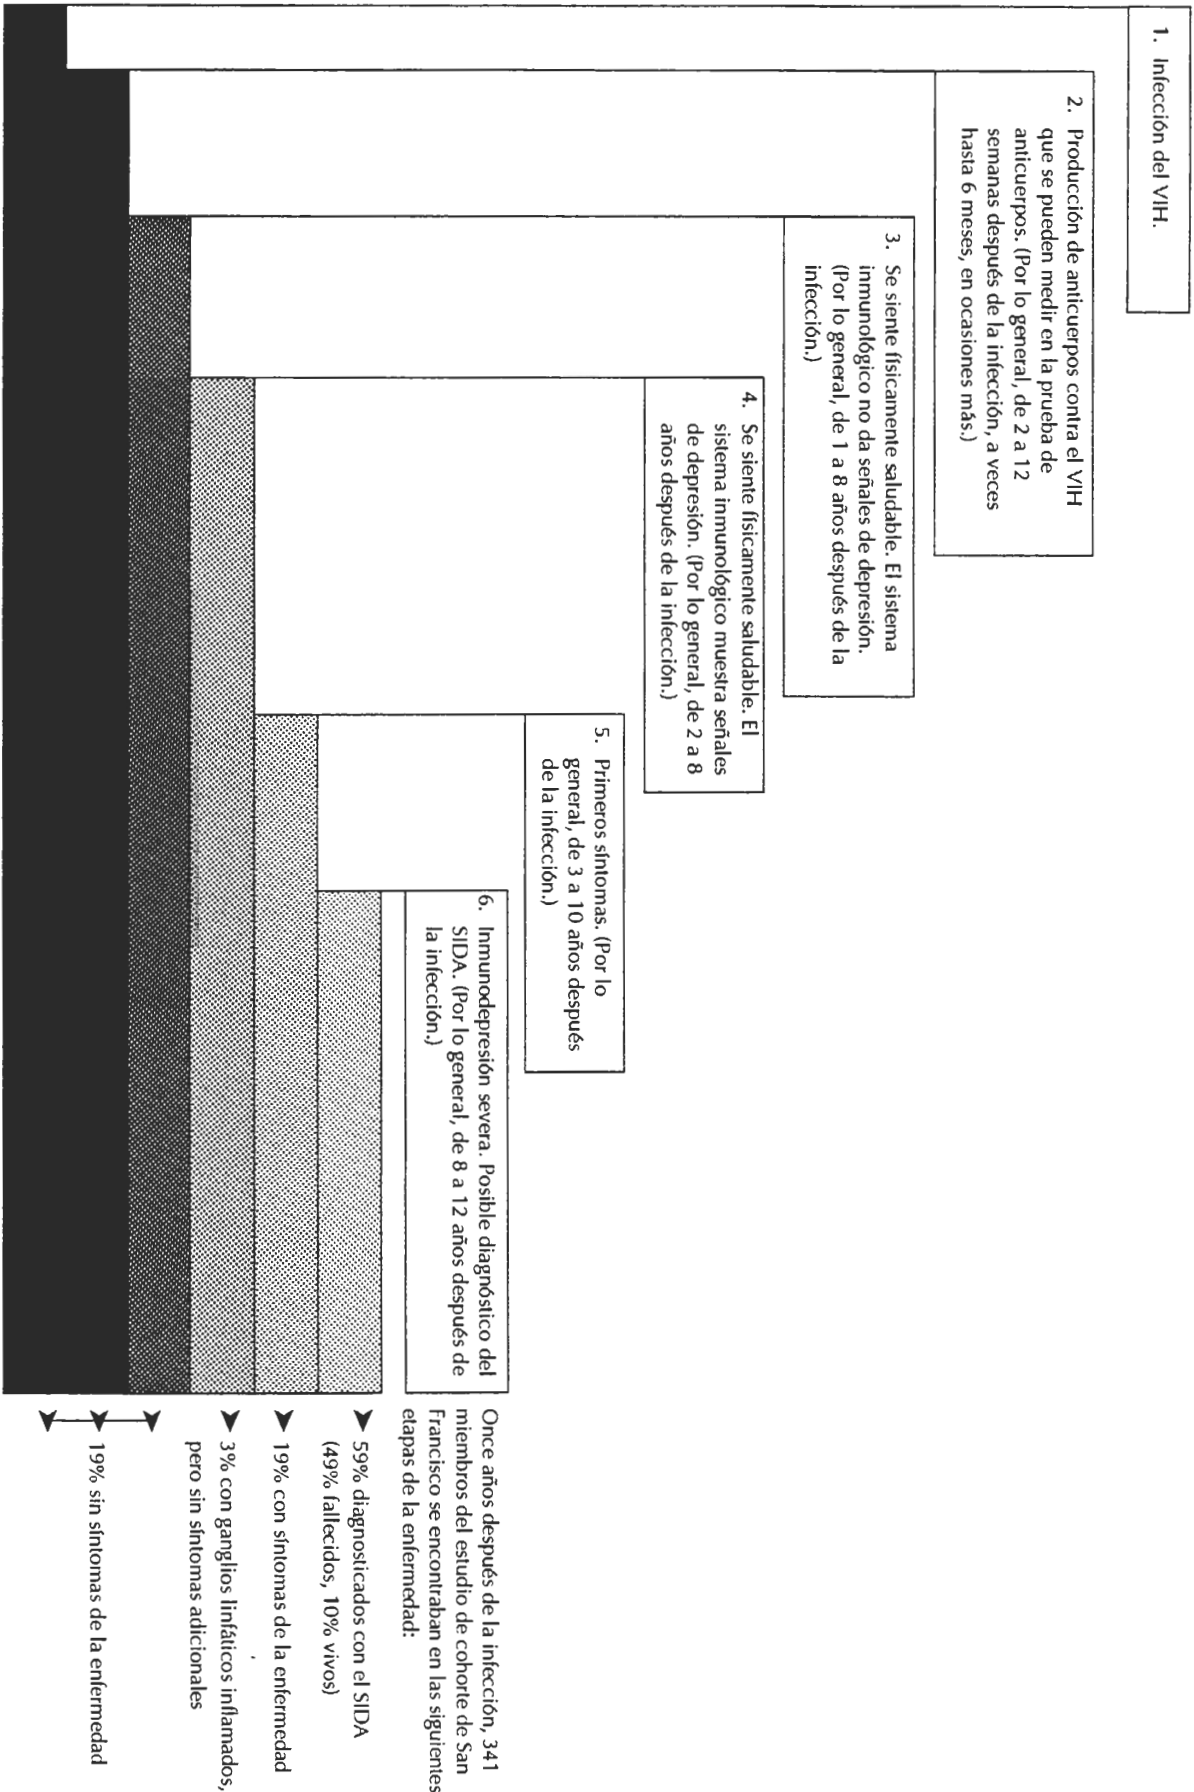 1. Infección del VIH.
2. Producción de anticuerpos contra el VIH
que se pueden medir en la prueba de
anticuerpos. (Por lo general, de 2 a 12
semanas después de la infección, a veces
hasta 6 meses, en ocasiones más.)
3. Se siente físicamente saludable. El sistema
inmunológico no da señales de depresión.
(Por lo general, de 1 a 8 años después de la
infección.)
4. Se siente físicamente saludable. El
sistema inmunológico muestra señales
de depresión. (Por lo general, de 2 a 8
años después de la infección.)
5. Primeros síntomas. (Por lo
general, de 3 a 10 años después
de la infección.)
6. Inmunodepresión severa. Posible diagnóstico del
SIDA. (Por lo general, de 8 a 12 años después de
la infección.)
Once años después de la infección, 341
miembros del estudio de cohorte de San
Francisco se encontraban en las siguientes
etapas de la enfermedad:
59% diagnosticados con el SIDA
(49% fallecidos, 10% vivos)
19% con síntomas de la enfermedad
3% con ganglios linfáticos inflamados,
pero sin síntomas adicionales
19% sin síntomas de la enfermedad